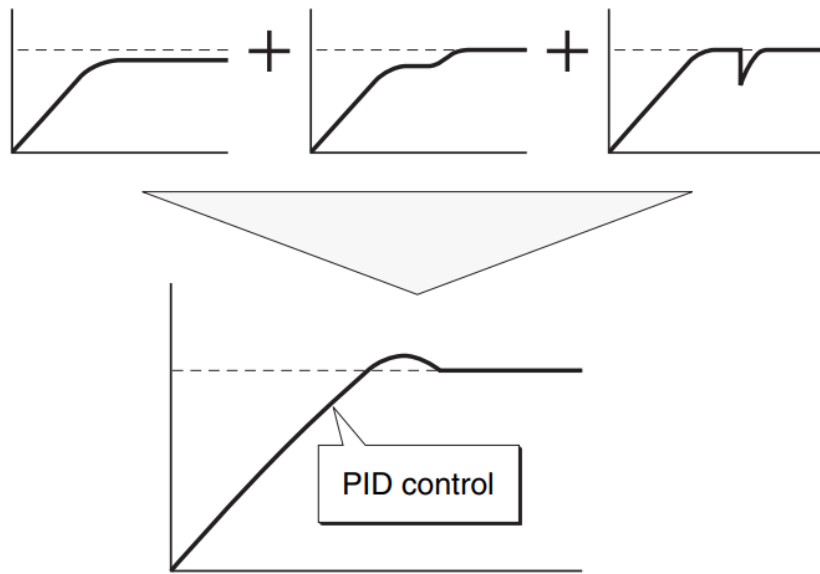 + +
PID control